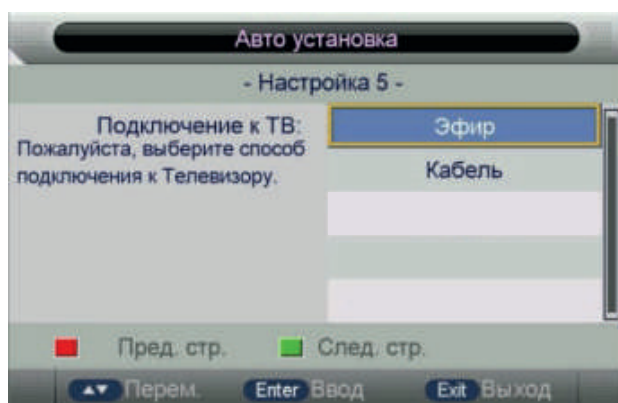 Авто установка
- Настройка 5 -
Подключение к ТВ:
Пожалуйста, выберите способ
подключения к Телевизору.
Эфир
Кабель
Пред. стр. След. стр.
Перем. Enter Ввод Exit Выход